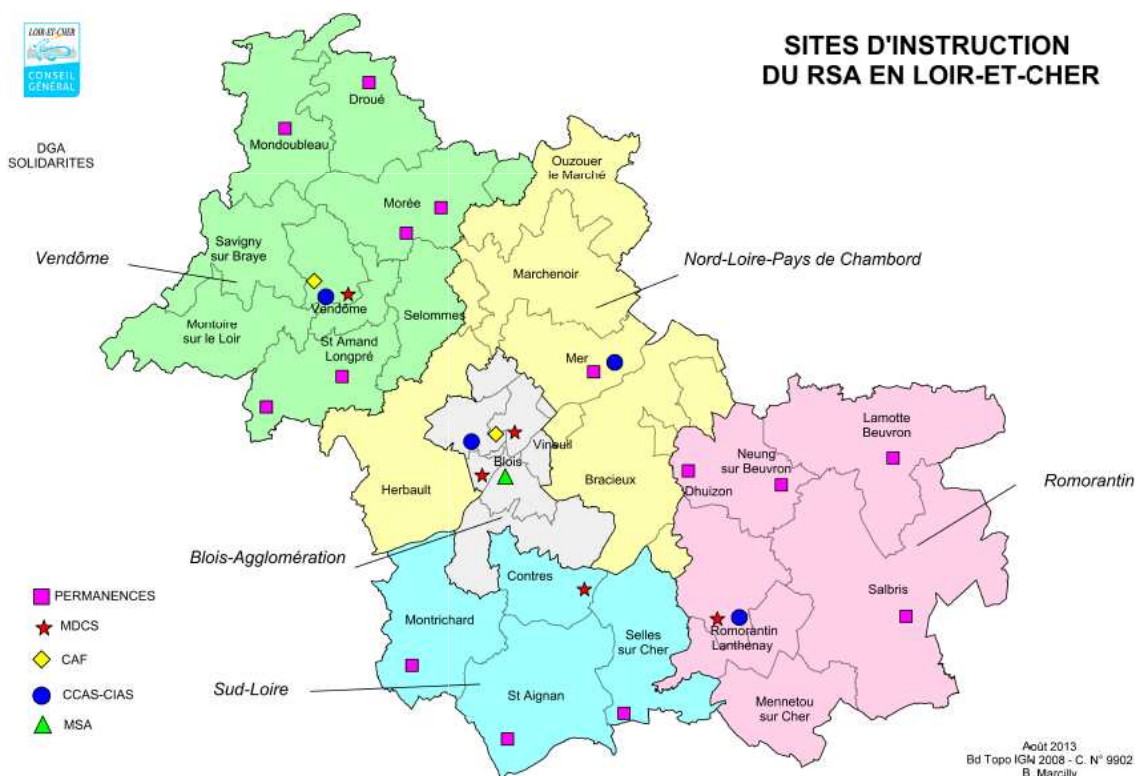 LOIR-ET-CHER
CONSEIL
GÉNÉRAL
SITES D'INSTRUCTION
DU RSA EN LOIR-ET-CHER
DGA
SOLIDARITES
Droué
Mondoubleau
Ouzouer
le Marché
Morée
Savigny
sur Braye
Vendôme
Nord-Loire-Pays de Chambord
Marchenoir
Vendôme
Selommes
Montoire
sur le Loir
St Amand
Longpré
Mer
Lamotte
Beuvron
Vineuil
Neung
sur Beuvron
Blois
Herbault
Bracieux
Dhuizon
Romorantin
Blois-Agglomération
Contres
Salbris
Montrichard
Selles
sur Cher
Romorantin
Lanthenay
Sud-Loire
St Aignan
Mennetou
sur Cher
PERMANENCES
MDCS
CAF
CCAS-CIAS
MSA
Août 2013
Bd Topo IGN 2008 - C. N° 9902
B. Marcilly